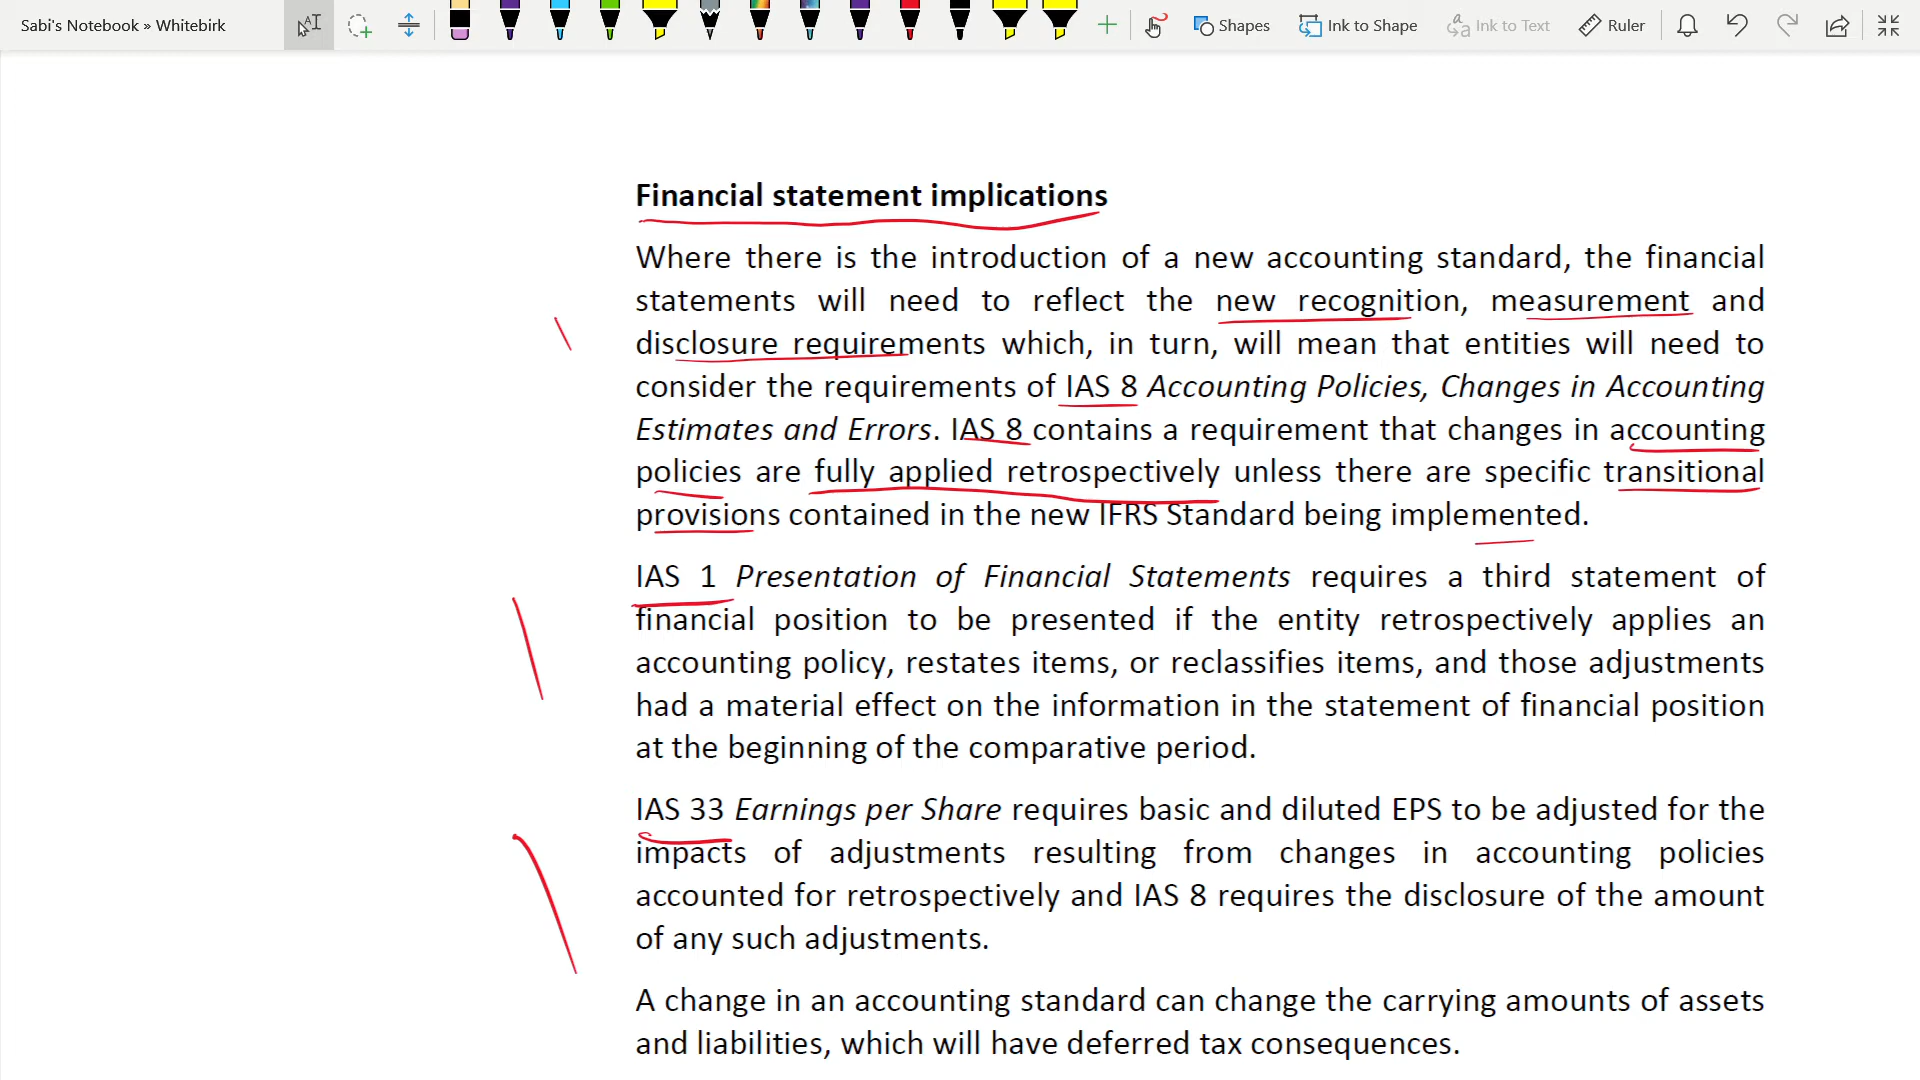 Sabi's Notebook » Whitebirk
Shapes
Ink to Shape
Ink to Text
Ruler
Financial statement implications
Where there is the introduction of a new accounting standard, the financial
statements will need to reflect the new recognition, measurement and
disclosure requirements which, in turn, will mean that entities will need to
consider the requirements of IAS 8 Accounting Policies, Changes in Accounting
Estimates and Errors. IAS 8 contains a requirement that changes in accounting
policies are fully applied retrospectively unless there are specific transitional
provisions contained in the new IFRS Standard being implemented.
IAS 1 Presentation of Financial Statements requires a third statement of
financial position to be presented if the entity retrospectively applies an
accounting policy, restates items, or reclassifies items, and those adjustments
had a material effect on the information in the statement of financial position
at the beginning of the comparative period.
IAS 33 Earnings per Share requires basic and diluted EPS to be adjusted for the
impacts of adjustments resulting from changes in accounting policies
accounted for retrospectively and IAS 8 requires the disclosure of the amount
of any such adjustments.
A change in an accounting standard can change the carrying amounts of assets
and liabilities, which will have deferred tax consequences.